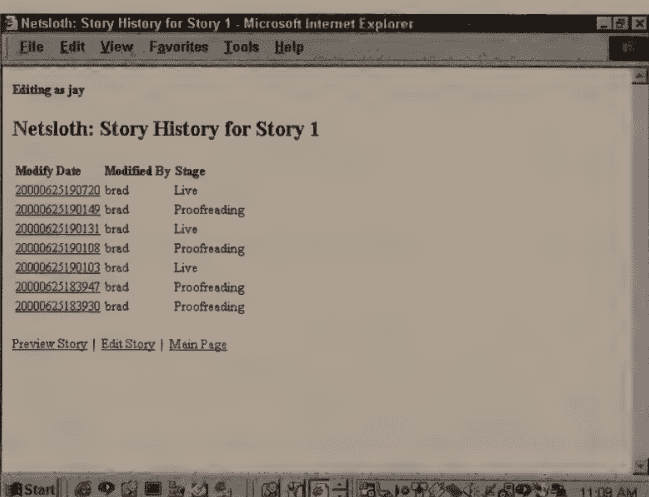 Netsloth: Story History for Story 1 - Microsoft Internet Explorer
File Edit View Favorites Tools Help
Editing as jay
Netsloth: Story History for Story 1
Modify Date Modified By Stage
20000625190720 brad Live
20000625190149 brad Proofreading
20000625190131 brad Live
20000625190108 brad Proofreading
20000625190103 brad Live
20000625183947 brad Proofreading
20000625183930 brad Proofreading
Preview Story | Edit Story | Main Page
Start 11:09 AM